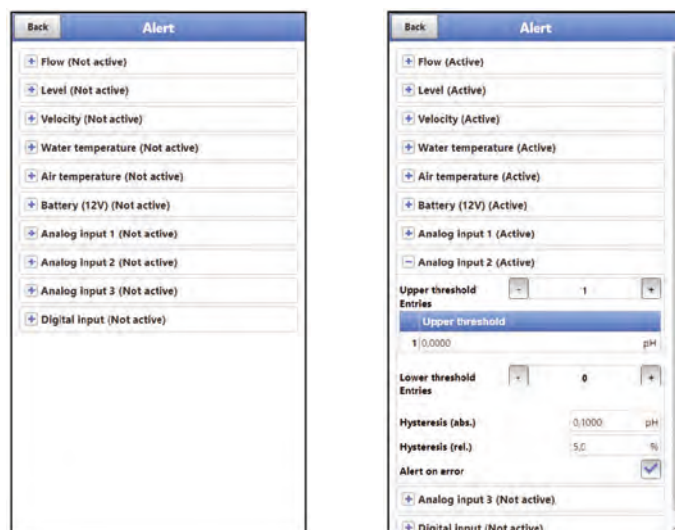 Back Alert
Flow (Not active)
Level (Not active)
Velocity (Not active)
Water temperature (Not active)
Air temperature (Not active)
Battery (12V) (Not active)
Analog input 1 (Not active)
Analog input 2 (Not active)
Analog input 3 (Not active)
Digital input (Not active)
Back Alert
Flow (Active)
Level (Active)
Velocity (Active)
Water temperature (Active)
Air temperature (Active)
Battery (12V) (Active)
Analog input 1 (Active)
Analog input 2 (Active)
Upper threshold - 1 +
Entries
Upper threshold
1 0,0000 pH
Lower threshold - 0 +
Entries
Hysteresis (abs.) 0,1000 pH
Hysteresis (rel.) 5,0 %
Alert on error
Analog input 3 (Not active)
Digital input (Not active)